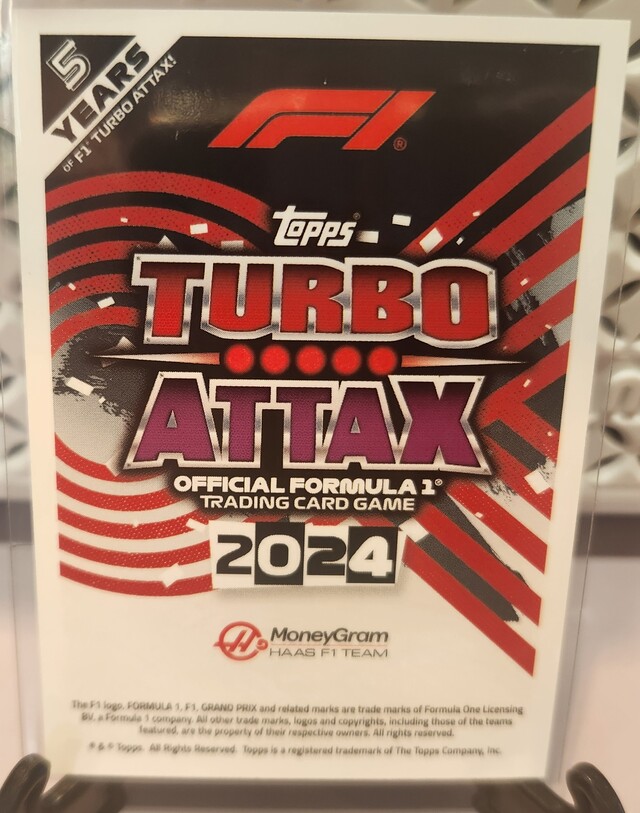 5
YEARS
OF F1® TURBO ATTAX!
F1®
Topps®
TURBO
ATTAX
OFFICIAL FORMULA 1®
TRADING CARD GAME
2024
MoneyGram
HAAS F1 TEAM
The F1 logo, FORMULA 1, F1, GRAND PRIX and related marks are trade marks of Formula One Licensing
BV, a Formula 1 company. All other trade marks, logos and copyrights, including those of the teams
featured, are the property of their respective owners. All rights reserved.
® & © Topps. All Rights Reserved. Topps is a registered trademark of The Topps Company, Inc.